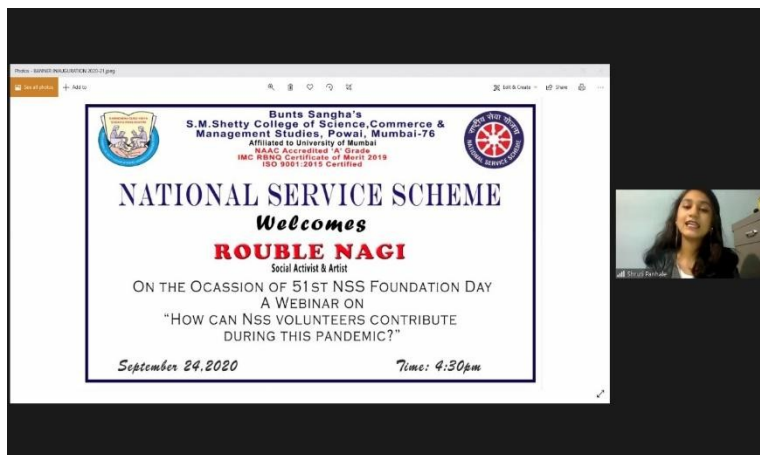 Photos - BANNER INAUGURATION 2020-21.jpeg
See all photos + Add to
Edit & Create Share
Bunts Sangha's
S.M.Shetty College of Science,Commerce &
Management Studies, Powai, Mumbai-76
Affiliated to University of Mumbai
NAAC Accredited 'A' Grade
IMC RBNQ Certificate of Merit 2019
ISO 9001:2015 Certified
राष्ट्रीय सेवा योजना
NATIONAL SERVICE SCHEME
NATIONAL SERVICE SCHEME
Welcomes
ROUBLE NAGI
Social Activist & Artist
ON THE OCASSION OF 51ST NSS FOUNDATION DAY
A WEBINAR ON
“HOW CAN NSS VOLUNTEERS CONTRIBUTE
DURING THIS PANDEMIC?”
September 24,2020 Time: 4:30pm